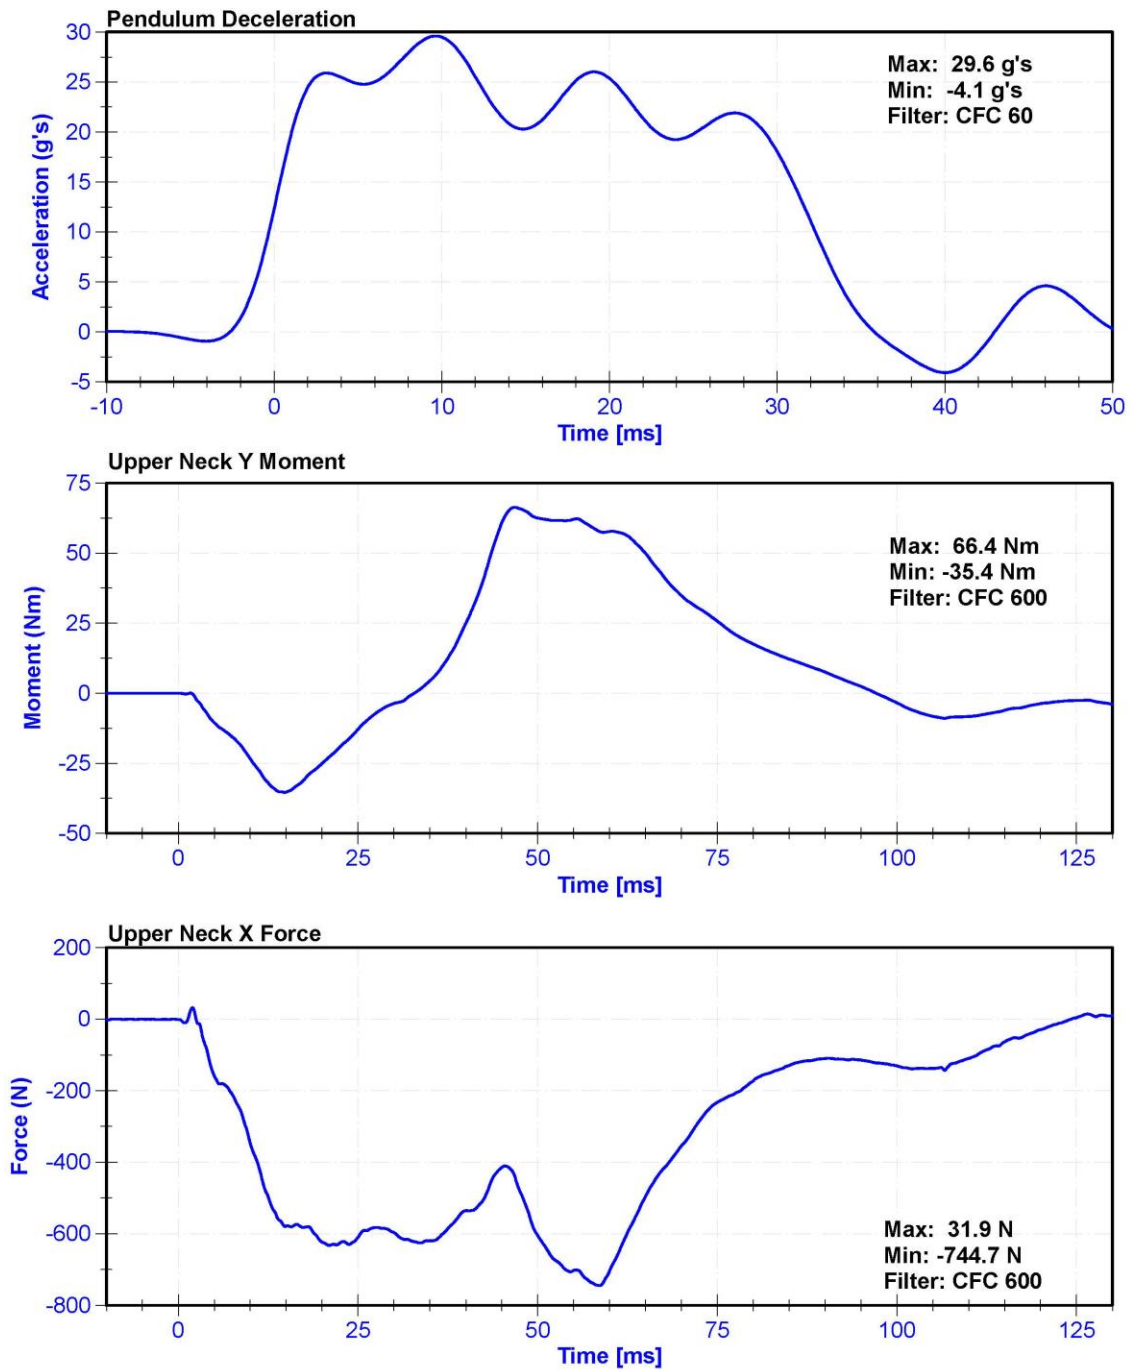 Pendulum Deceleration
30
25
20
15
10
5
0
-5
Acceleration (g's)
Max: 29.6 g's
Min: -4.1 g's
Filter: CFC 60
-10 0 10 20 30 40 50
Time [ms]
Upper Neck Y Moment
75
50
25
0
-25
-50
Moment (Nm)
Max: 66.4 Nm
Min: -35.4 Nm
Filter: CFC 600
0 25 50 75 100 125
Time [ms]
Upper Neck X Force
200
0
-200
-400
-600
-800
Force (N)
Max: 31.9 N
Min: -744.7 N
Filter: CFC 600
0 25 50 75 100 125
Time [ms]